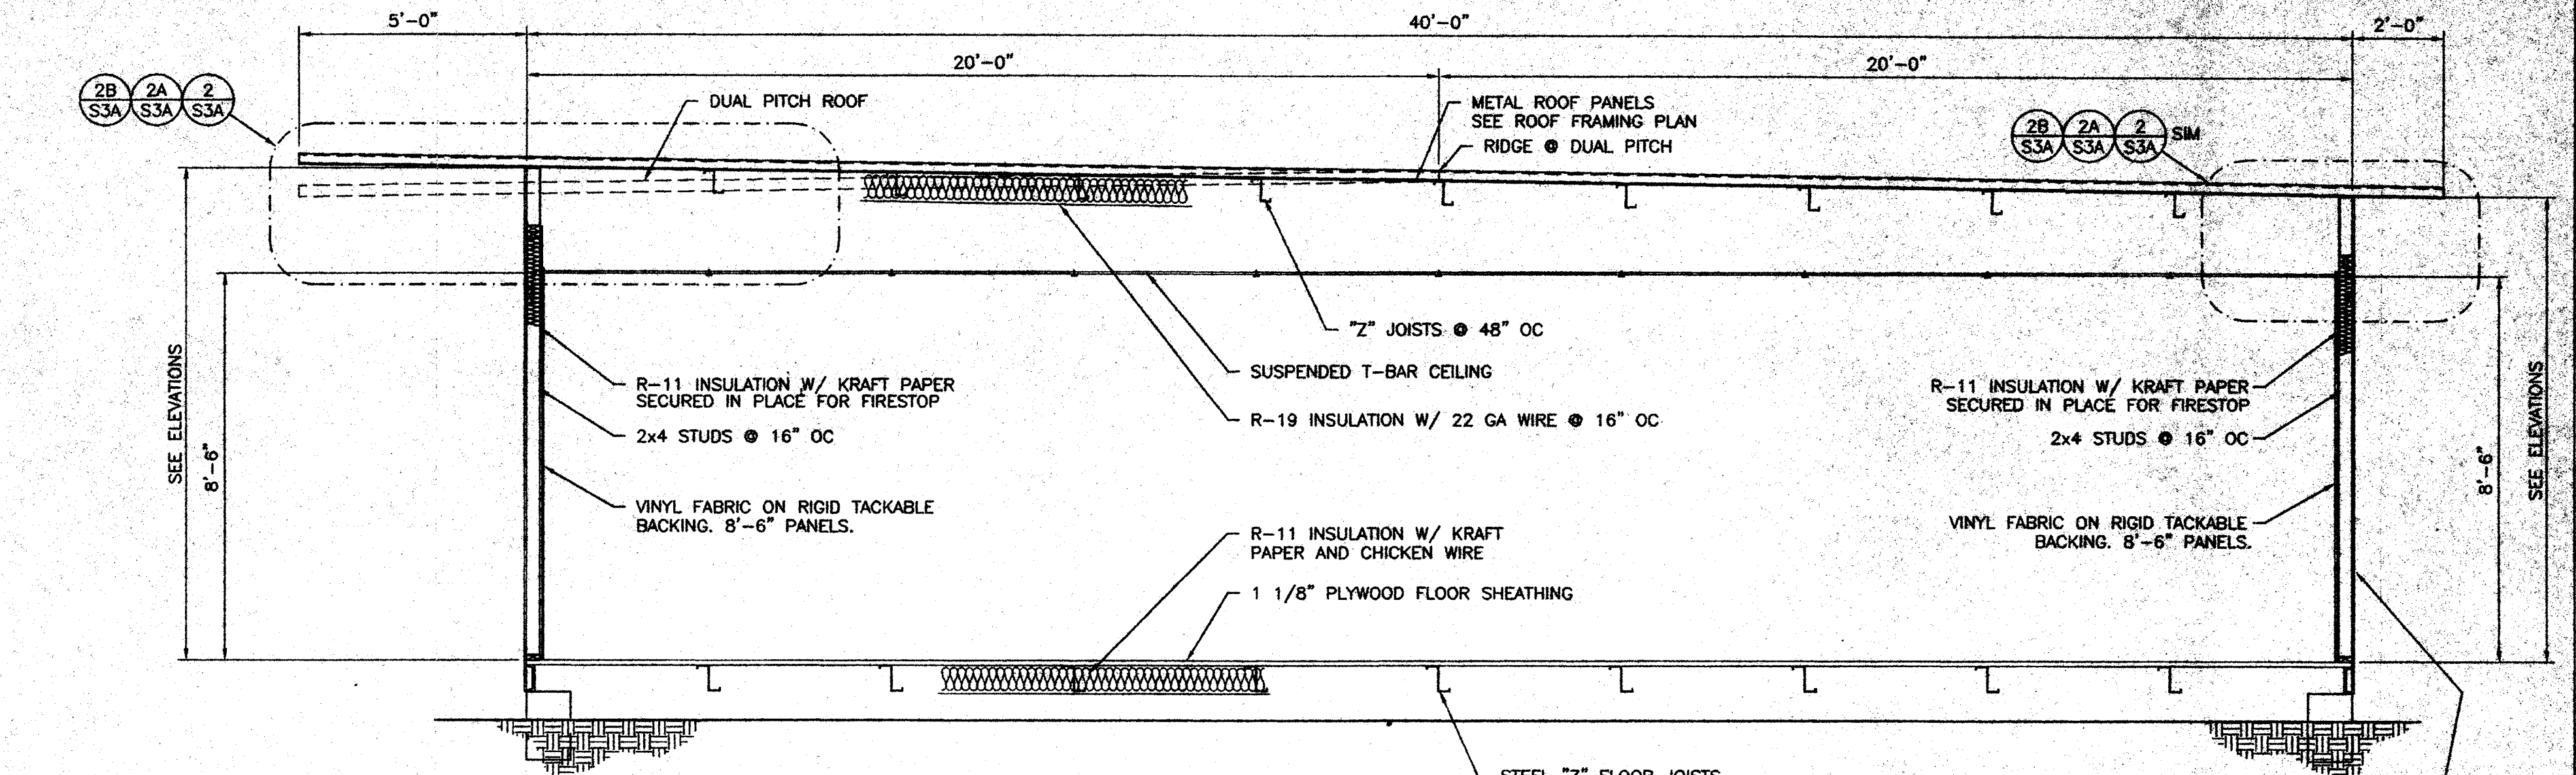 5'-0"
40'-0"
2'-0"
20'-0"
20'-0"
2B 2A 2
S3A S3A S3A
DUAL PITCH ROOF
METAL ROOF PANELS
SEE ROOF FRAMING PLAN
RIDGE @ DUAL PITCH
2B 2A 2 SIM
S3A S3A S3A
"Z" JOISTS @ 48" OC
SUSPENDED T-BAR CEILING
R-19 INSULATION W/ 22 GA WIRE @ 16" OC
SEE ELEVATIONS
8'-6"
R-11 INSULATION W/ KRAFT PAPER
SECURED IN PLACE FOR FIRESTOP
2x4 STUDS @ 16" OC
VINYL FABRIC ON RIGID TACKABLE
BACKING. 8'-6" PANELS.
R-11 INSULATION W/ KRAFT
PAPER AND CHICKEN WIRE
1 1/8" PLYWOOD FLOOR SHEATHING
R-11 INSULATION W/ KRAFT PAPER
SECURED IN PLACE FOR FIRESTOP
2x4 STUDS @ 16" OC
VINYL FABRIC ON RIGID TACKABLE
BACKING. 8'-6" PANELS.
8'-6"
SEE ELEVATIONS
STEEL "Z" FLOOR JOISTS